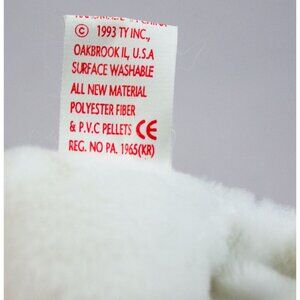 © 1993 TY INC.,
OAKBROOK IL, U.S.A
SURFACE WASHABLE
ALL NEW MATERIAL
POLYESTER FIBER
& P.V.C PELLETS CE
REG. NO PA. 1965(KR)